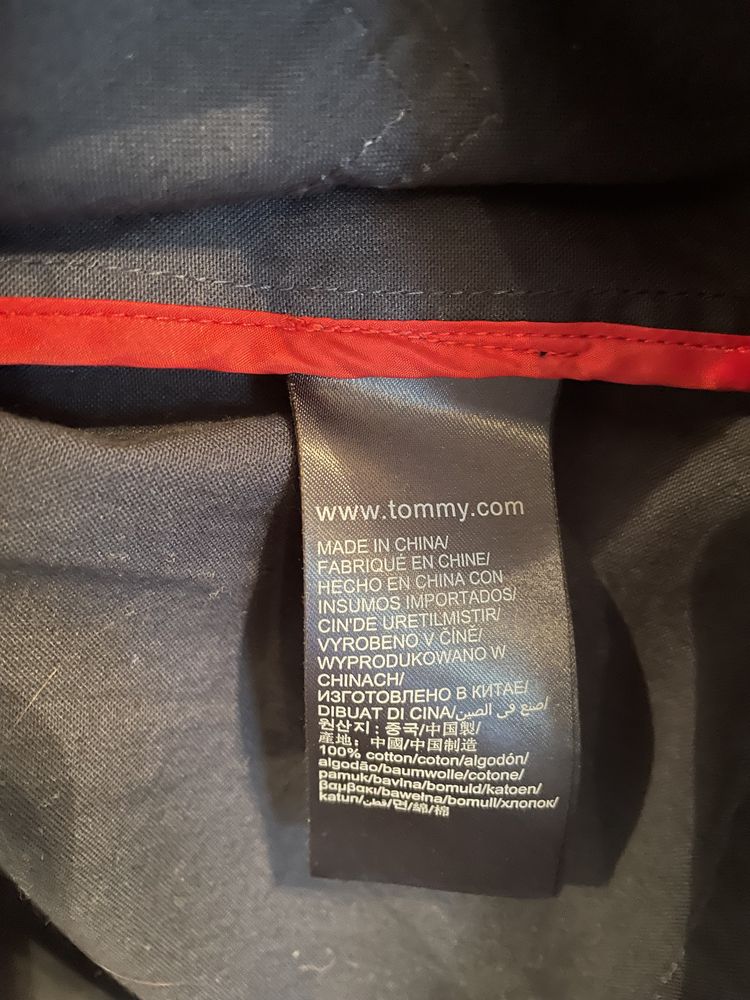 www.tommy.com
MADE IN CHINA/
FABRIQUÉ EN CHINE/
HECHO EN CHINA CON
INSUMOS IMPORTADOS/
CIN'DE URETILMISTIR/
VYROBENO V ČÍNĚ/
WYPRODUKOWANO W
CHINACH/
ИЗГОТОВЛЕНО В КИТАЕ/
DIBUAT DI CINA/صنع في الصين/
원산지 : 중국/中国製/
產地: 中國/中国制造
100% cotton/coton/algodón/
algodão/baumwolle/cotone/
pamuk/bavlna/bomuld/katoen/
βαμβακι/bawełna/bomull/хлопок/
katun/قطن/면/綿/棉